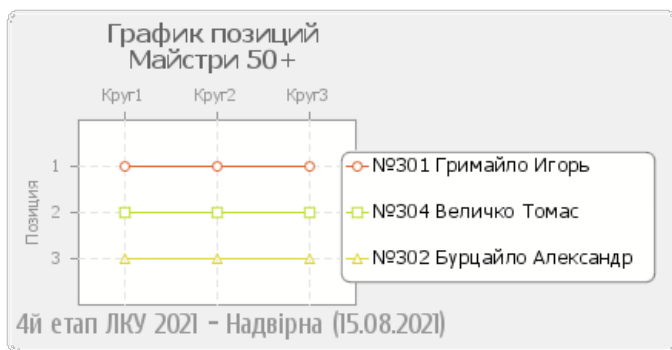 График позиций
Майстри 50+
Круг1 Круг2 Круг3
Позиция
1
2
3
№301 Гримайло Игорь
№304 Величко Томас
№302 Бурцайло Александр
4й етап ЛКУ 2021 - Надвірна (15.08.2021)